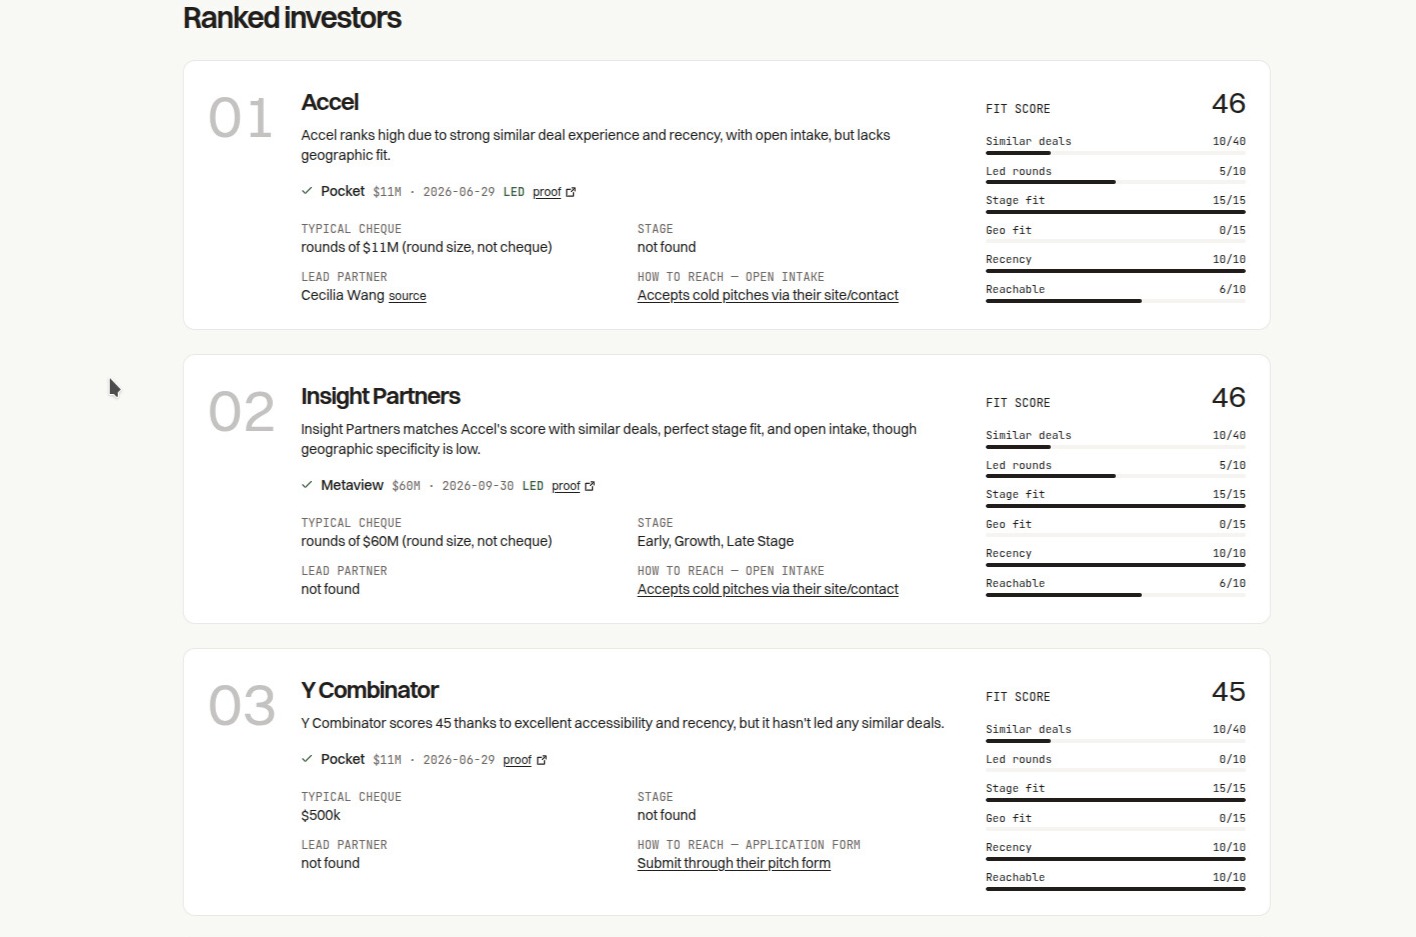 Ranked investors
01
Accel
Accel ranks high due to strong similar deal experience and recency, with open intake, but lacks
geographic fit.
Pocket $11M · 2026-06-29 LED proof
TYPICAL CHEQUE
rounds of $11M (round size, not cheque)
STAGE
not found
LEAD PARTNER
Cecilia Wang source
HOW TO REACH — OPEN INTAKE
Accepts cold pitches via their site/contact
FIT SCORE 46
Similar deals 10/40
Led rounds 5/10
Stage fit 15/15
Geo fit 0/15
Recency 10/10
Reachable 6/10
02
Insight Partners
Insight Partners matches Accel's score with similar deals, perfect stage fit, and open intake, though
geographic specificity is low.
Metaview $60M · 2026-09-30 LED proof
TYPICAL CHEQUE
rounds of $60M (round size, not cheque)
STAGE
Early, Growth, Late Stage
LEAD PARTNER
not found
HOW TO REACH — OPEN INTAKE
Accepts cold pitches via their site/contact
FIT SCORE 46
Similar deals 10/40
Led rounds 5/10
Stage fit 15/15
Geo fit 0/15
Recency 10/10
Reachable 6/10
03
Y Combinator
Y Combinator scores 45 thanks to excellent accessibility and recency, but it hasn't led any similar deals.
Pocket $11M · 2026-06-29 proof
TYPICAL CHEQUE
$500k
STAGE
not found
LEAD PARTNER
not found
HOW TO REACH — APPLICATION FORM
Submit through their pitch form
FIT SCORE 45
Similar deals 10/40
Led rounds 0/10
Stage fit 15/15
Geo fit 0/15
Recency 10/10
Reachable 10/10